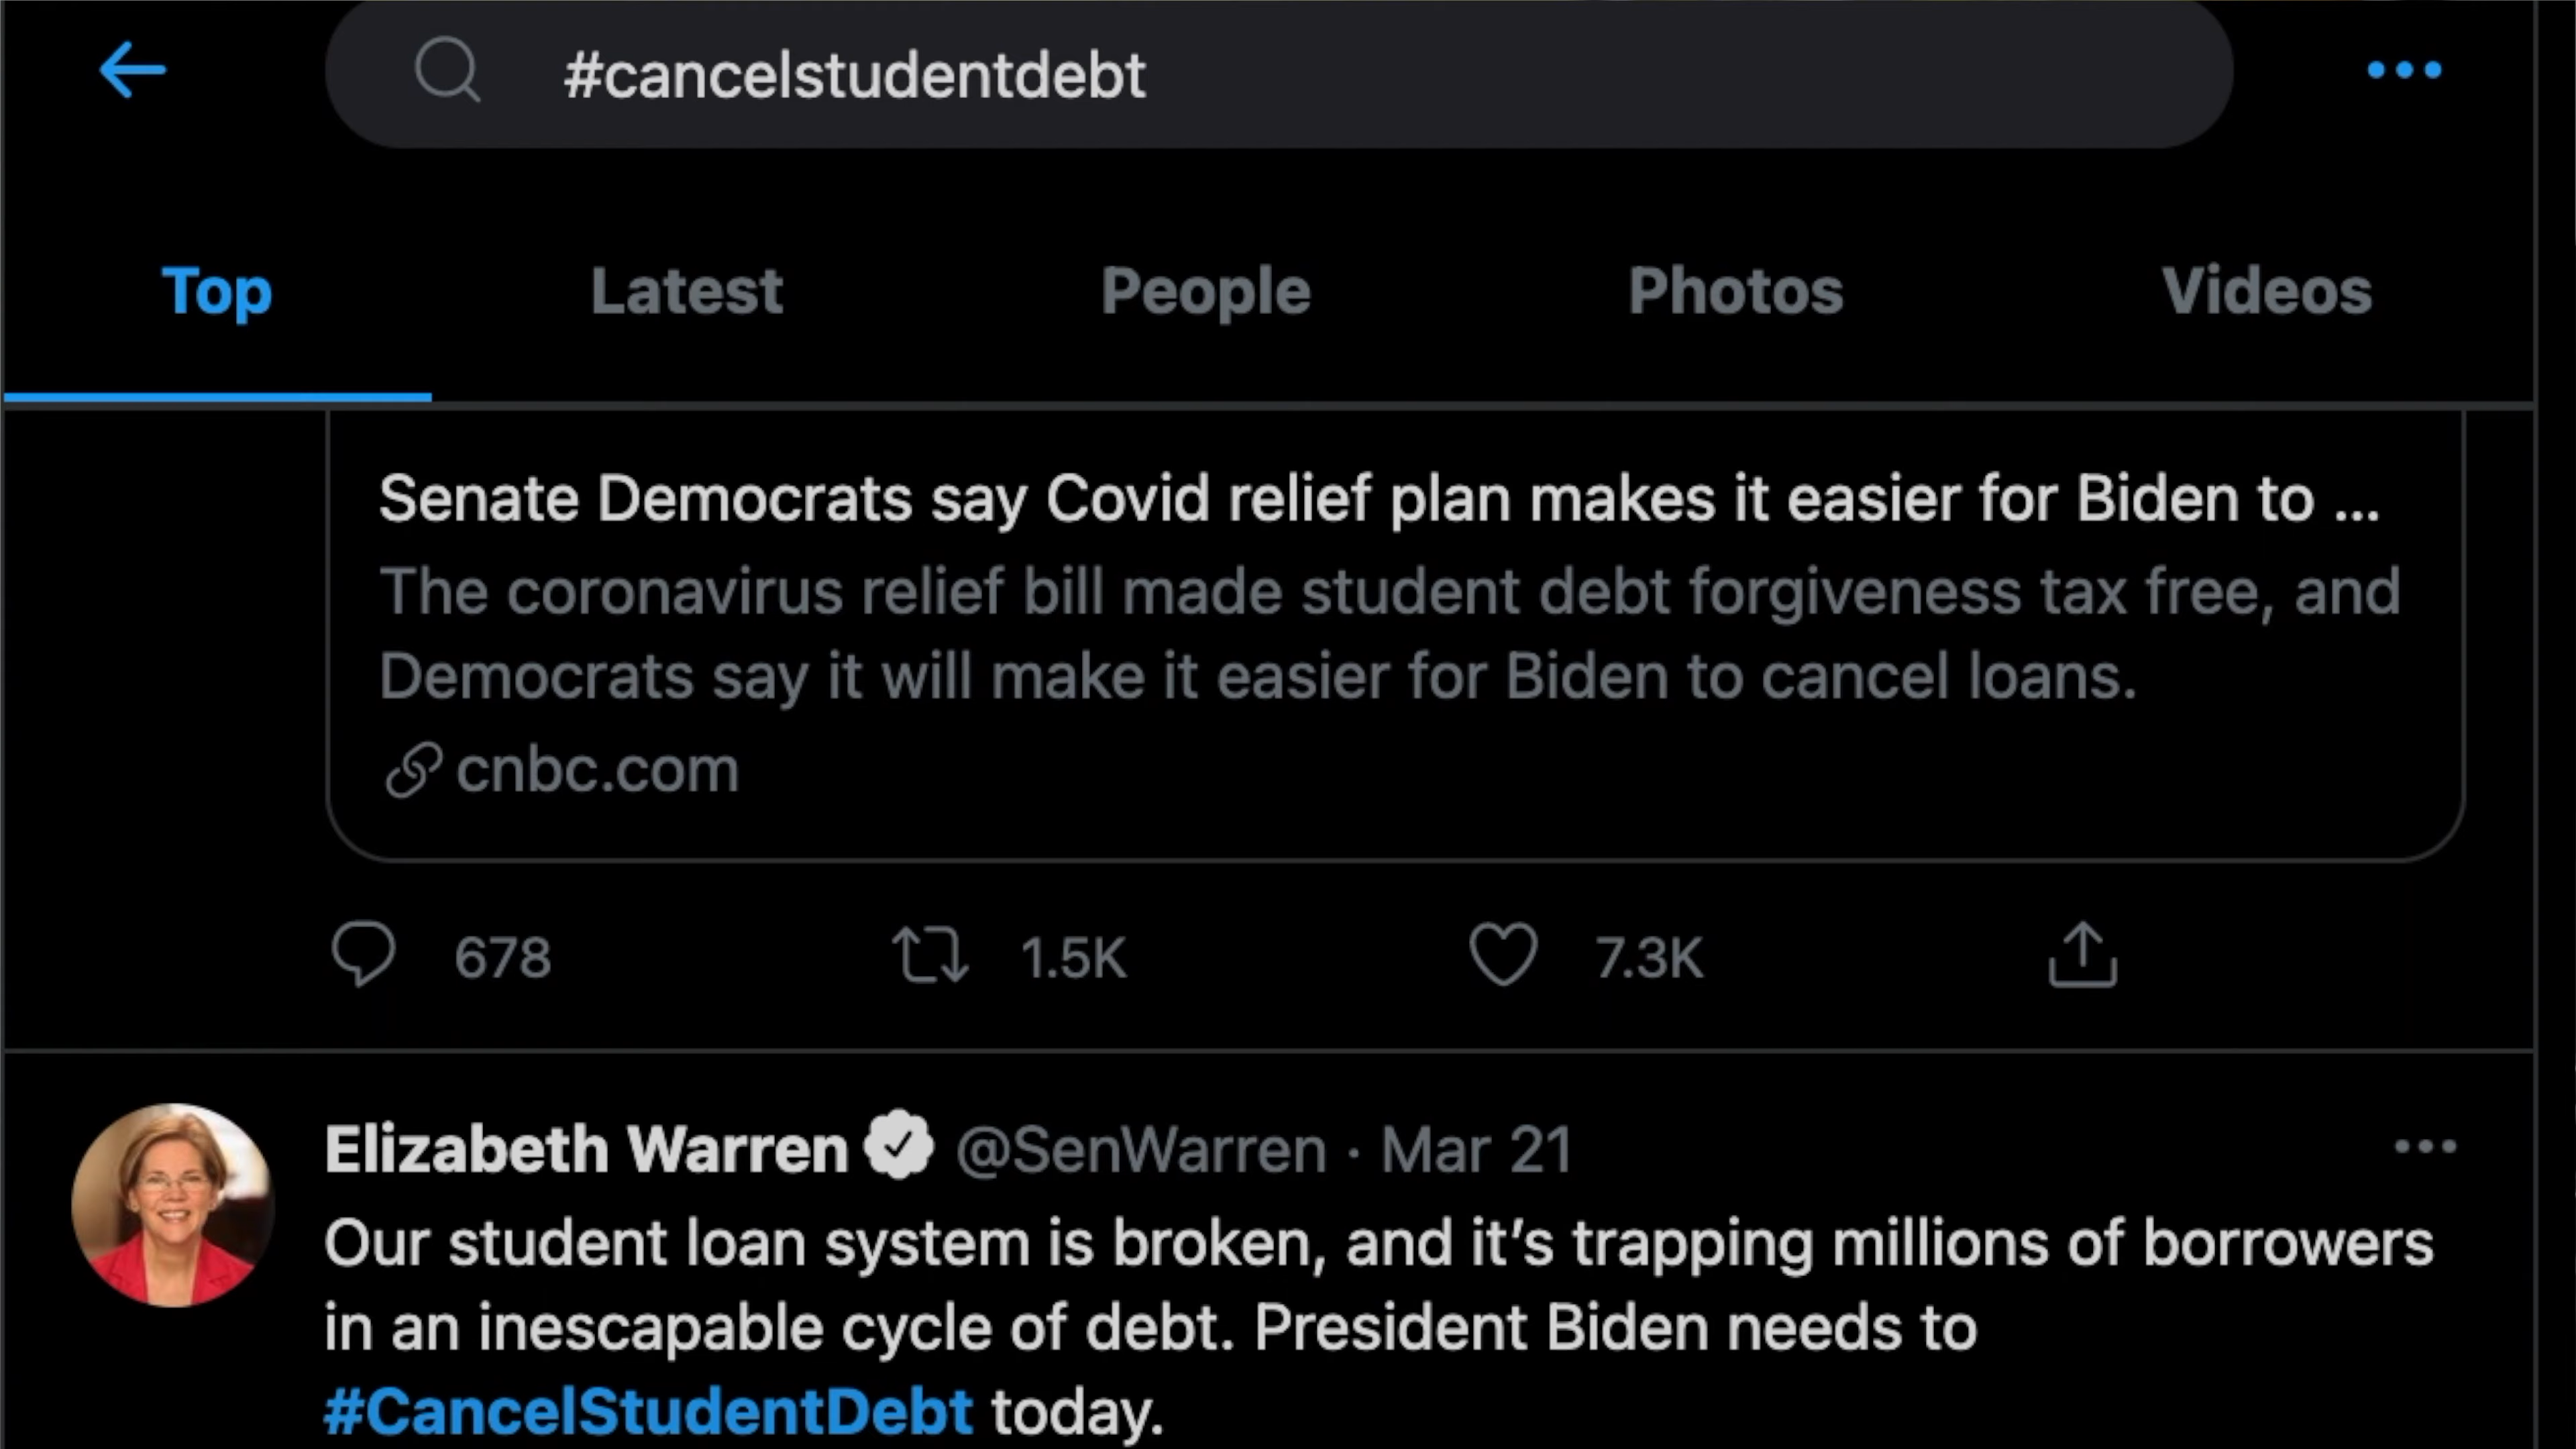 #cancelstudentdebt
Top Latest People Photos Videos
Senate Democrats say Covid relief plan makes it easier for Biden to ...
The coronavirus relief bill made student debt forgiveness tax free, and
Democrats say it will make it easier for Biden to cancel loans.
cnbc.com
678 1.5K 7.3K
Elizabeth Warren @SenWarren · Mar 21
Our student loan system is broken, and it’s trapping millions of borrowers
in an inescapable cycle of debt. President Biden needs to
#CancelStudentDebt today.